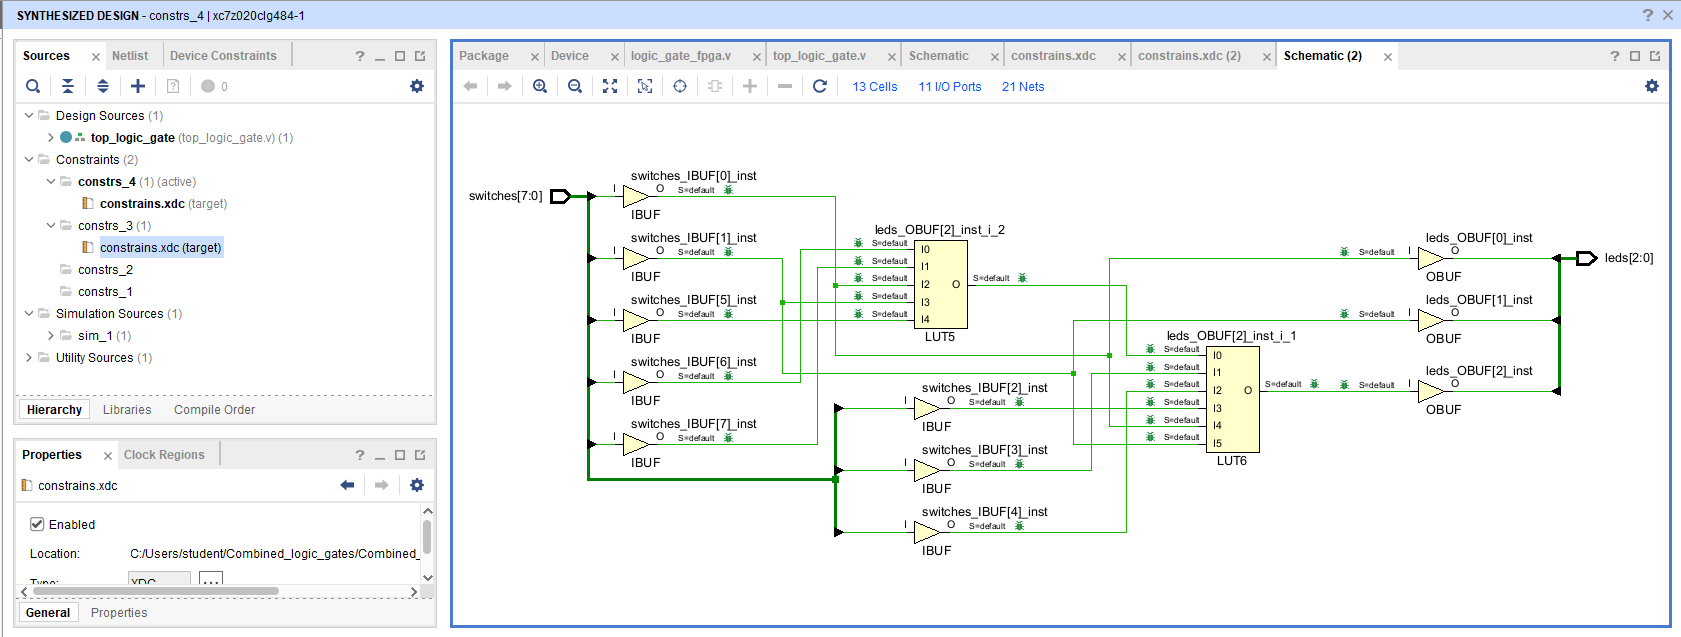 SYNTHESIZED DESIGN - constrs_4 | xc7z020clg484-1
Sources
Netlist
Device Constraints
0
Design Sources (1)
top_logic_gate (top_logic_gate.v) (1)
Constraints (2)
constrs_4 (1) (active)
constrains.xdc (target)
constrs_3 (1)
constrains.xdc (target)
constrs_2
constrs_1
Simulation Sources (1)
sim_1 (1)
Utility Sources (1)
Hierarchy
Libraries
Compile Order
Properties
Clock Regions
constrains.xdc
Enabled
Location:
C:/Users/student/Combined_logic_gates/Combined_
Type:
XDC
...
General
Properties
Package
Device
logic_gate_fpga.v
top_logic_gate.v
Schematic
constrains.xdc
constrains.xdc (2)
Schematic (2)
13 Cells
11 I/O Ports
21 Nets
switches[7:0]
switches_IBUF[0]_inst
I
O
S=default
IBUF
switches_IBUF[1]_inst
I
O
S=default
IBUF
switches_IBUF[5]_inst
I
O
S=default
IBUF
switches_IBUF[6]_inst
I
O
S=default
IBUF
switches_IBUF[7]_inst
I
O
S=default
IBUF
leds_OBUF[2]_inst_i_2
S=default
I0
S=default
I1
S=default
I2
O
S=default
S=default
I3
I4
S=default
LUT5
switches_IBUF[2]_inst
I
O
S=default
IBUF
switches_IBUF[3]_inst
I
O
S=default
IBUF
switches_IBUF[4]_inst
I
O
S=default
IBUF
leds_OBUF[2]_inst_i_1
S=default
I0
S=default
I1
S=default
I2
O
S=default
S=default
I3
S=default
I4
S=default
I5
LUT6
leds_OBUF[0]_inst
S=default
I
O
OBUF
leds_OBUF[1]_inst
S=default
I
O
OBUF
leds_OBUF[2]_inst
S=default
I
O
OBUF
leds[2:0]